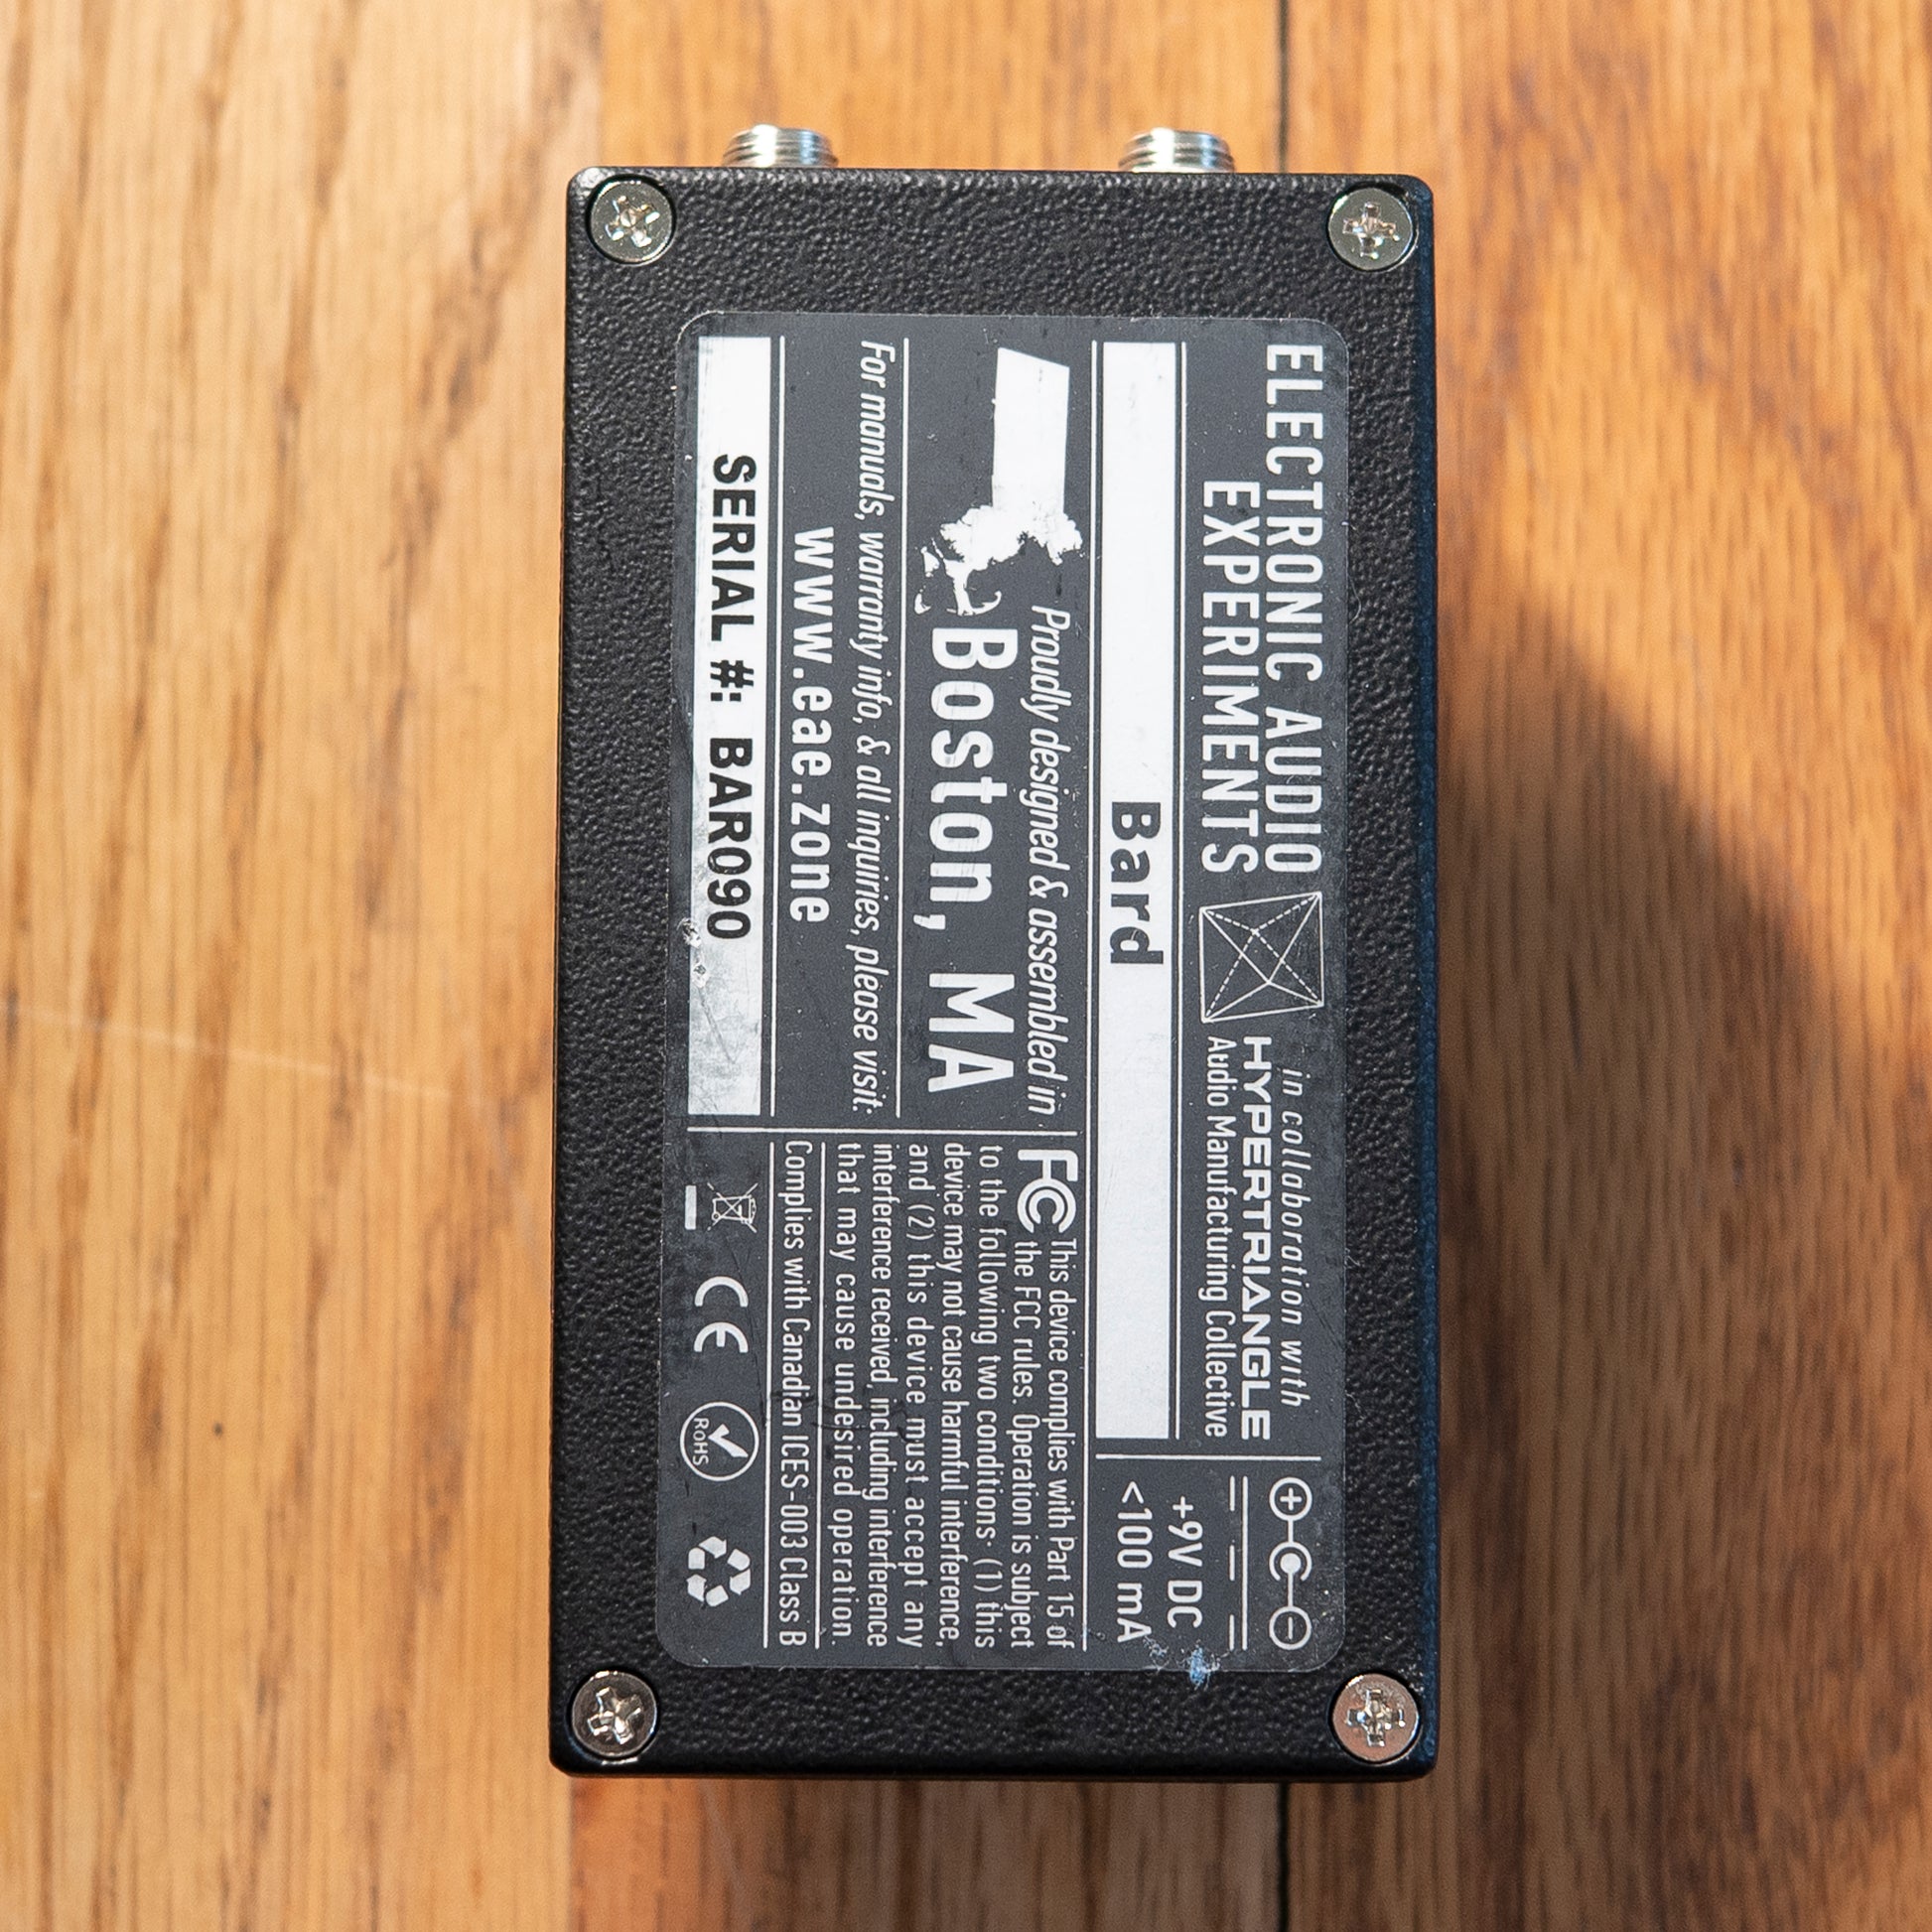 ELECTRONIC AUDIO
EXPERIMENTS
in collaboration with
HYPERTRIANGLE
Audio Manufacturing Collective
Bard
+9V DC
<100 mA
Proudly designed & assembled in
Boston, MA
For manuals, warranty info, & all inquiries, please visit:
www.eae.zone
SERIAL #: BAR090
FC This device complies with Part 15 of
the FCC rules. Operation is subject
to the following two conditions: (1) this
device may not cause harmful interference,
and (2) this device must accept any
interference received, including interference
that may cause undesired operation.
Complies with Canadian ICES-003 Class B
CE
RoHS